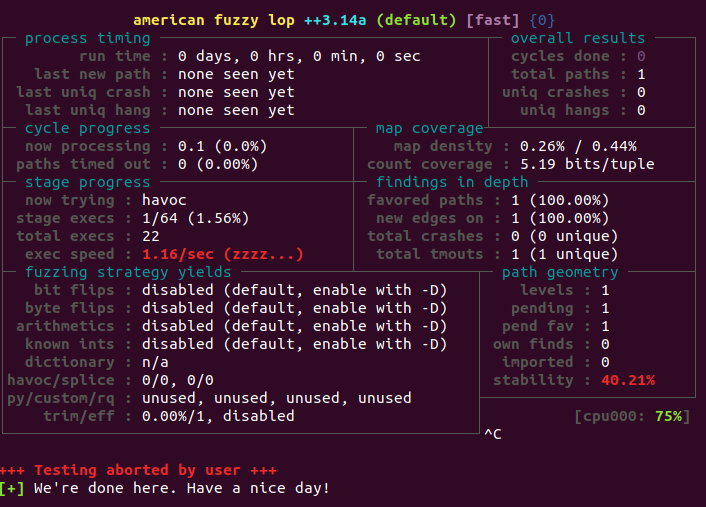 american fuzzy lop ++3.14a (default) [fast] {0}
process timing overall results
run time : 0 days, 0 hrs, 0 min, 0 sec cycles done : 0
last new path : none seen yet total paths : 1
last uniq crash : none seen yet uniq crashes : 0
last uniq hang : none seen yet uniq hangs : 0
cycle progress map coverage
now processing : 0.1 (0.0%) map density : 0.26% / 0.44%
paths timed out : 0 (0.00%) count coverage : 5.19 bits/tuple
stage progress findings in depth
now trying : havoc favored paths : 1 (100.00%)
stage execs : 1/64 (1.56%) new edges on : 1 (100.00%)
total execs : 22 total crashes : 0 (0 unique)
exec speed : 1.16/sec (zzzz...) total tmouts : 1 (1 unique)
fuzzing strategy yields path geometry
bit flips : disabled (default, enable with -D) levels : 1
byte flips : disabled (default, enable with -D) pending : 1
arithmetics : disabled (default, enable with -D) pend fav : 1
known ints : disabled (default, enable with -D) own finds : 0
dictionary : n/a imported : 0
havoc/splice : 0/0, 0/0 stability : 40.21%
py/custom/rq : unused, unused, unused, unused
trim/eff : 0.00%/1, disabled [cpu000: 75%]
^C
+++ Testing aborted by user +++
[+] We're done here. Have a nice day!